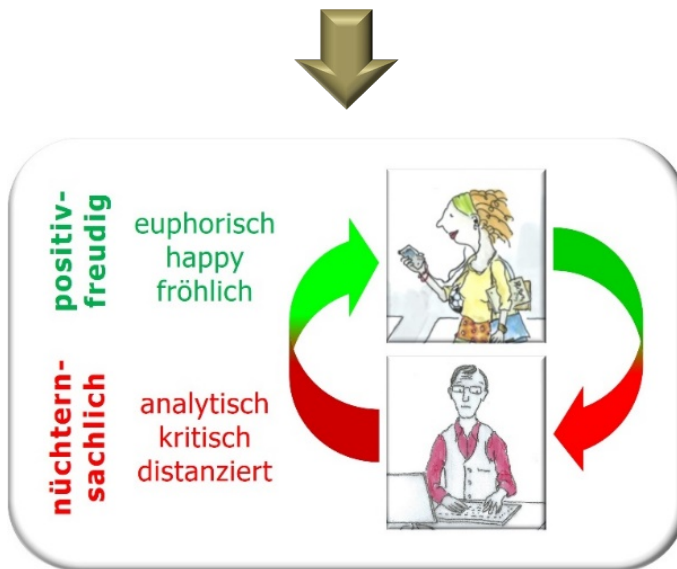 positiv-
freudig
euphorisch
happy
fröhlich
nüchtern-
sachlich
analytisch
kritisch
distanziert